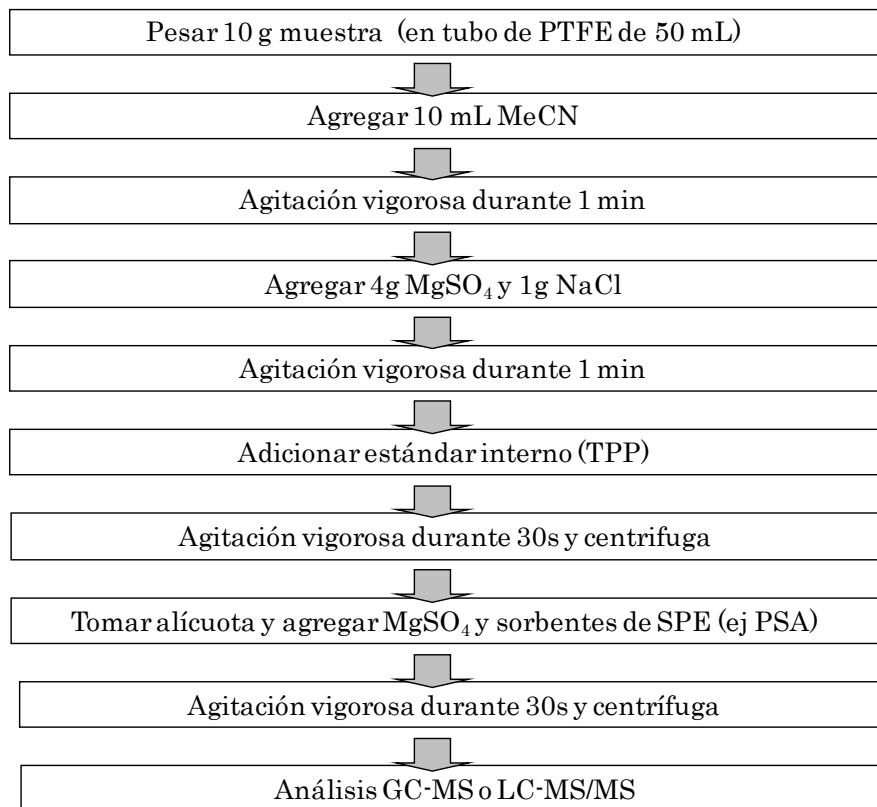 Pesar 10 g muestra (en tubo de PTFE de 50 mL)
Agregar 10 mL MeCN
Agitación vigorosa durante 1 min
Agregar 4g MgSO₄ y 1g NaCl
Agitación vigorosa durante 1 min
Adicionar estándar interno (TPP)
Agitación vigorosa durante 30s y centrifuga
Tomar alícuota y agregar MgSO₄ y sorbentes de SPE (ej PSA)
Agitación vigorosa durante 30s y centrífuga
Análisis GC-MS o LC-MS/MS